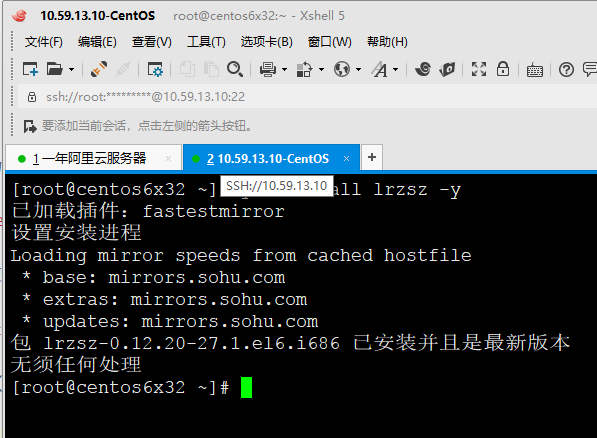 10.59.13.10-CentOS root@centos6x32:~ - Xshell 5
文件(F) 编辑(E) 查看(V) 工具(T) 选项卡(B) 窗口(W) 帮助(H)
ssh://root:*********@10.59.13.10:22
要添加当前会话，点击左侧的箭头按钮。
1 一年阿里云服务器 × 2 10.59.13.10-CentOS × +
SSH://10.59.13.10
[root@centos6x32 ~] all lrzsz -y
已加载插件：fastestmirror
设置安装进程
Loading mirror speeds from cached hostfile
* base: mirrors.sohu.com
* extras: mirrors.sohu.com
* updates: mirrors.sohu.com
包 lrzsz-0.12.20-27.1.el6.i686 已安装并且是最新版本
无须任何处理
[root@centos6x32 ~]#